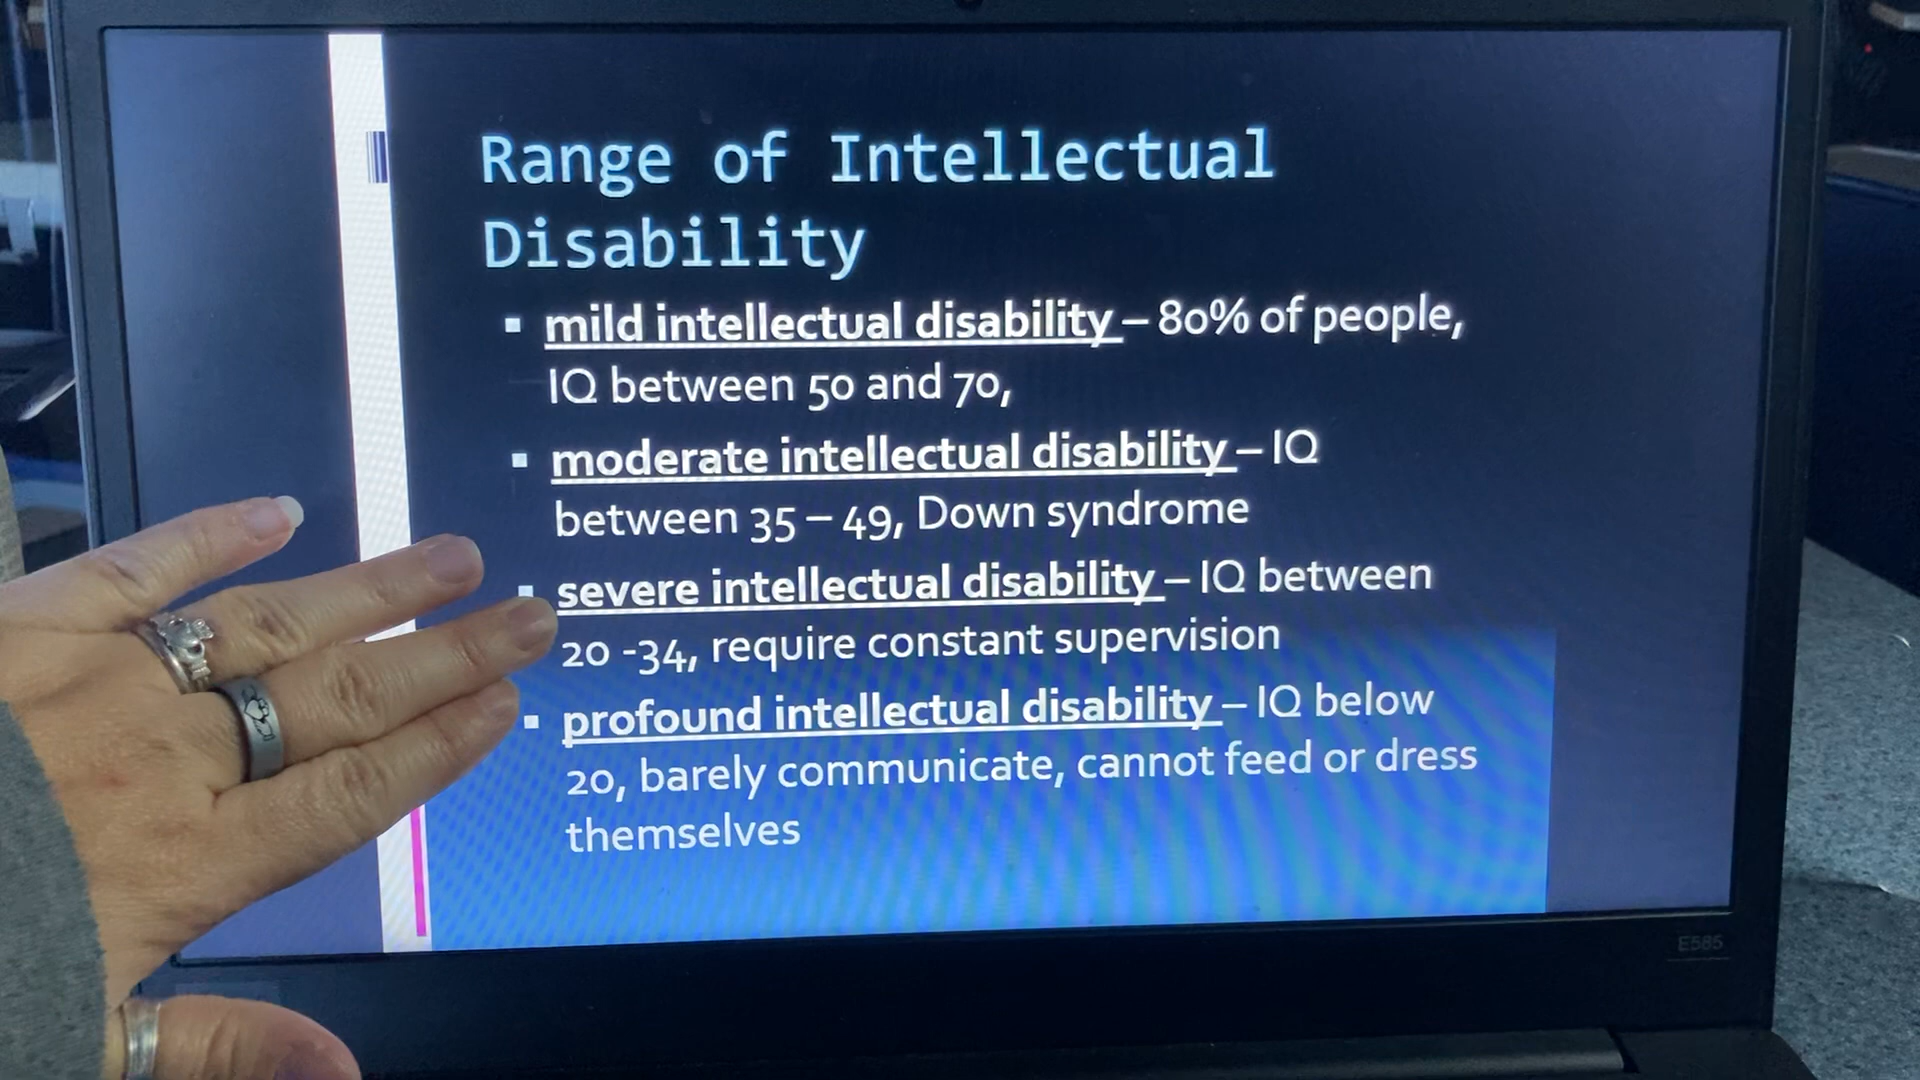 Range of Intellectual
Disability
▪ mild intellectual disability – 80% of people,
IQ between 50 and 70,
▪ moderate intellectual disability – IQ
between 35 – 49, Down syndrome
▪ severe intellectual disability – IQ between
20 -34, require constant supervision
▪ profound intellectual disability – IQ below
20, barely communicate, cannot feed or dress
themselves
E585